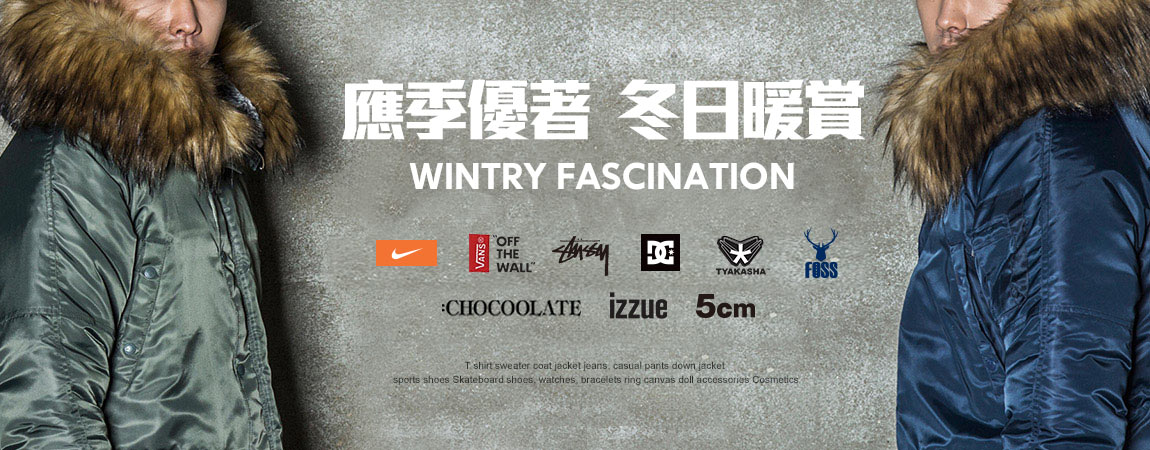 應季優著 冬日暖賞
WINTRY FASCINATION
VANS® "OFF THE WALL" Stüssy DC TYAKASHA FOSS
:CHOCOOLATE izzue 5cm
T shirt sweater coat jacket jeans, casual pants down jacket
sports shoes Skateboard shoes, watches, bracelets ring canvas doll accessories Cosmetics